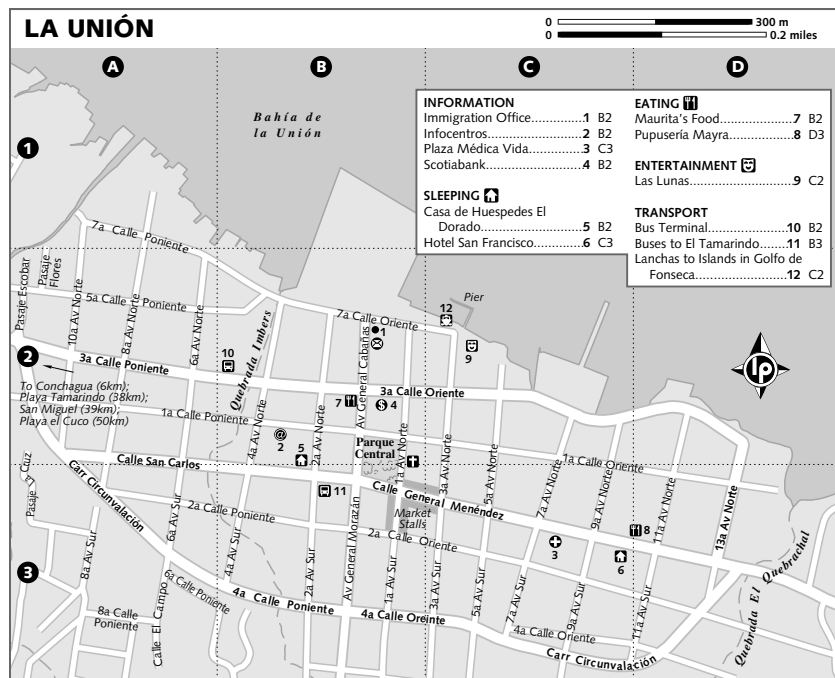 LA UNIÓN
0 300 m
0 0.2 miles
A
B
C
D
1
2
3
Bahía de
la Unión
INFORMATION
Immigration Office..............1 B2
Infocentros..........................2 B2
Plaza Médica Vida...............3 C3
Scotiabank..........................4 B2
SLEEPING
Casa de Huespedes El
Dorado..........................5 B2
Hotel San Francisco.............6 C3
EATING
Maurita's Food....................7 B2
Pupusería Mayra.................8 D3
ENTERTAINMENT
Las Lunas............................9 C2
TRANSPORT
Bus Terminal.....................10 B2
Buses to El Tamarindo.......11 B3
Lanchas to Islands in Golfo de
Fonseca.........................12 C2
7a Calle Poniente
Pasaje Escobar
Pasaje
Flores
5a Calle Poniente
10a Av Norte
8a Av Norte
6a Av Norte
Quebrada Imbers
7a Calle Oriente
Pier
12
1
9
10
3a Calle Poniente
Av General Cabañas
3a Calle Oriente
To Conchagua (6km);
Playa Tamarindo (38km);
San Miguel (39km);
Playa el Cuco (50km)
7
4
1a Calle Poniente
4a Av Norte
2a Av Norte
@
2
5
Parque
Central
1a Av Norte
3a Av Norte
5a Av Norte
7a Av Norte
9a Av Norte
11a Av Norte
13a Av Norte
1a Calle Oriente
lp
Calle San Carlos
Pasaje J Cruz
Carr Circunvalación
11
Calle General Menéndez
Market
Stalls
2a Calle Poniente
2a Calle Oriente
8
3
6
8a Av Sur
6a Av Sur
4a Av Sur
2a Av Sur
Av General Morazán
1a Av Sur
3a Av Sur
5a Av Sur
7a Av Sur
9a Av Sur
11a Av Sur
6a Calle Poniente
8a Calle
Poniente
Calle El Campo
4a Calle Poniente
4a Calle Oreinte
4a Calle Oriente
Carr Circunvalación
Quebrada El Quebrachal